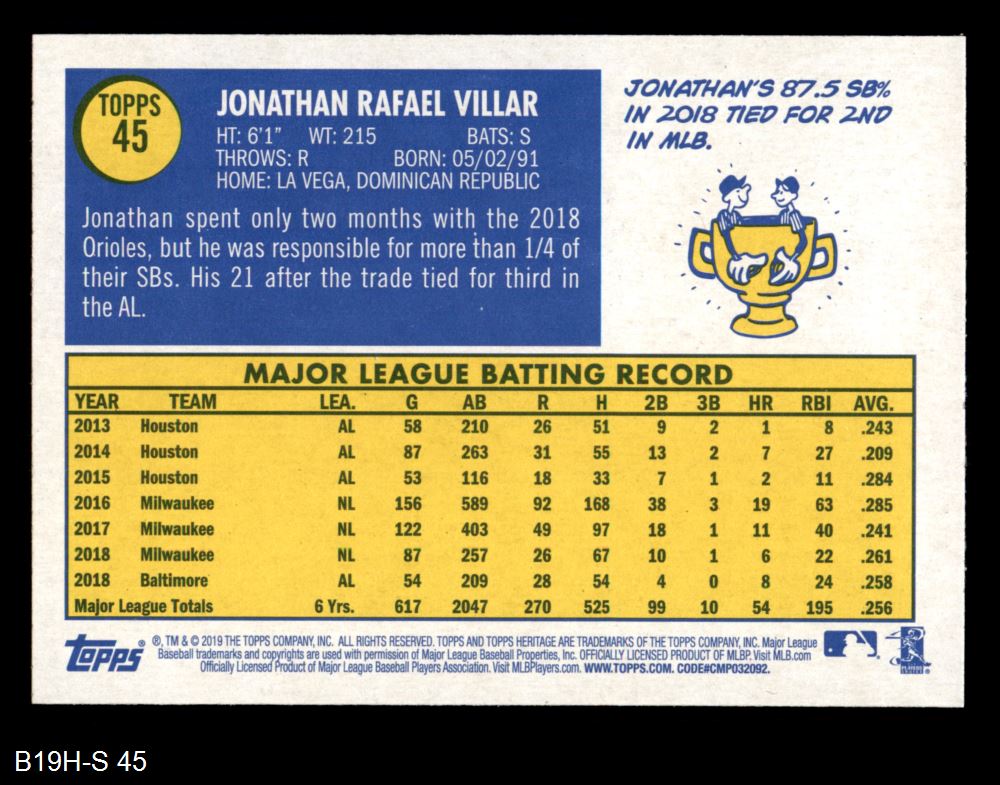 TOPPS
45
JONATHAN RAFAEL VILLAR
HT: 6'1" WT: 215 BATS: S
THROWS: R BORN: 05/02/91
HOME: LA VEGA, DOMINICAN REPUBLIC
Jonathan spent only two months with the 2018
Orioles, but he was responsible for more than 1/4 of
their SBs. His 21 after the trade tied for third in
the AL.
JONATHAN'S 87.5 SB%
IN 2018 TIED FOR 2ND
IN MLB.
MAJOR LEAGUE BATTING RECORD
YEAR TEAM LEA. G AB R H 2B 3B HR RBI AVG.
2013 Houston AL 58 210 26 51 9 2 1 8 .243
2014 Houston AL 87 263 31 55 13 2 7 27 .209
2015 Houston AL 53 116 18 33 7 1 2 11 .284
2016 Milwaukee NL 156 589 92 168 38 3 19 63 .285
2017 Milwaukee NL 122 403 49 97 18 1 11 40 .241
2018 Milwaukee NL 87 257 26 67 10 1 6 22 .261
2018 Baltimore AL 54 209 28 54 4 0 8 24 .258
Major League Totals 6 Yrs. 617 2047 270 525 99 10 54 195 .256
Topps ®
®, TM & © 2019 THE TOPPS COMPANY, INC. ALL RIGHTS RESERVED. TOPPS AND TOPPS HERITAGE ARE TRADEMARKS OF THE TOPPS COMPANY, INC. Major League
Baseball trademarks and copyrights are used with permission of Major League Baseball Properties, Inc. OFFICIALLY LICENSED PRODUCT OF MLBP. Visit MLB.com
Officially Licensed Product of Major League Baseball Players Association. Visit MLBPlayers.com. WWW.TOPPS.COM. CODE#CMP032092.
B19H-S 45